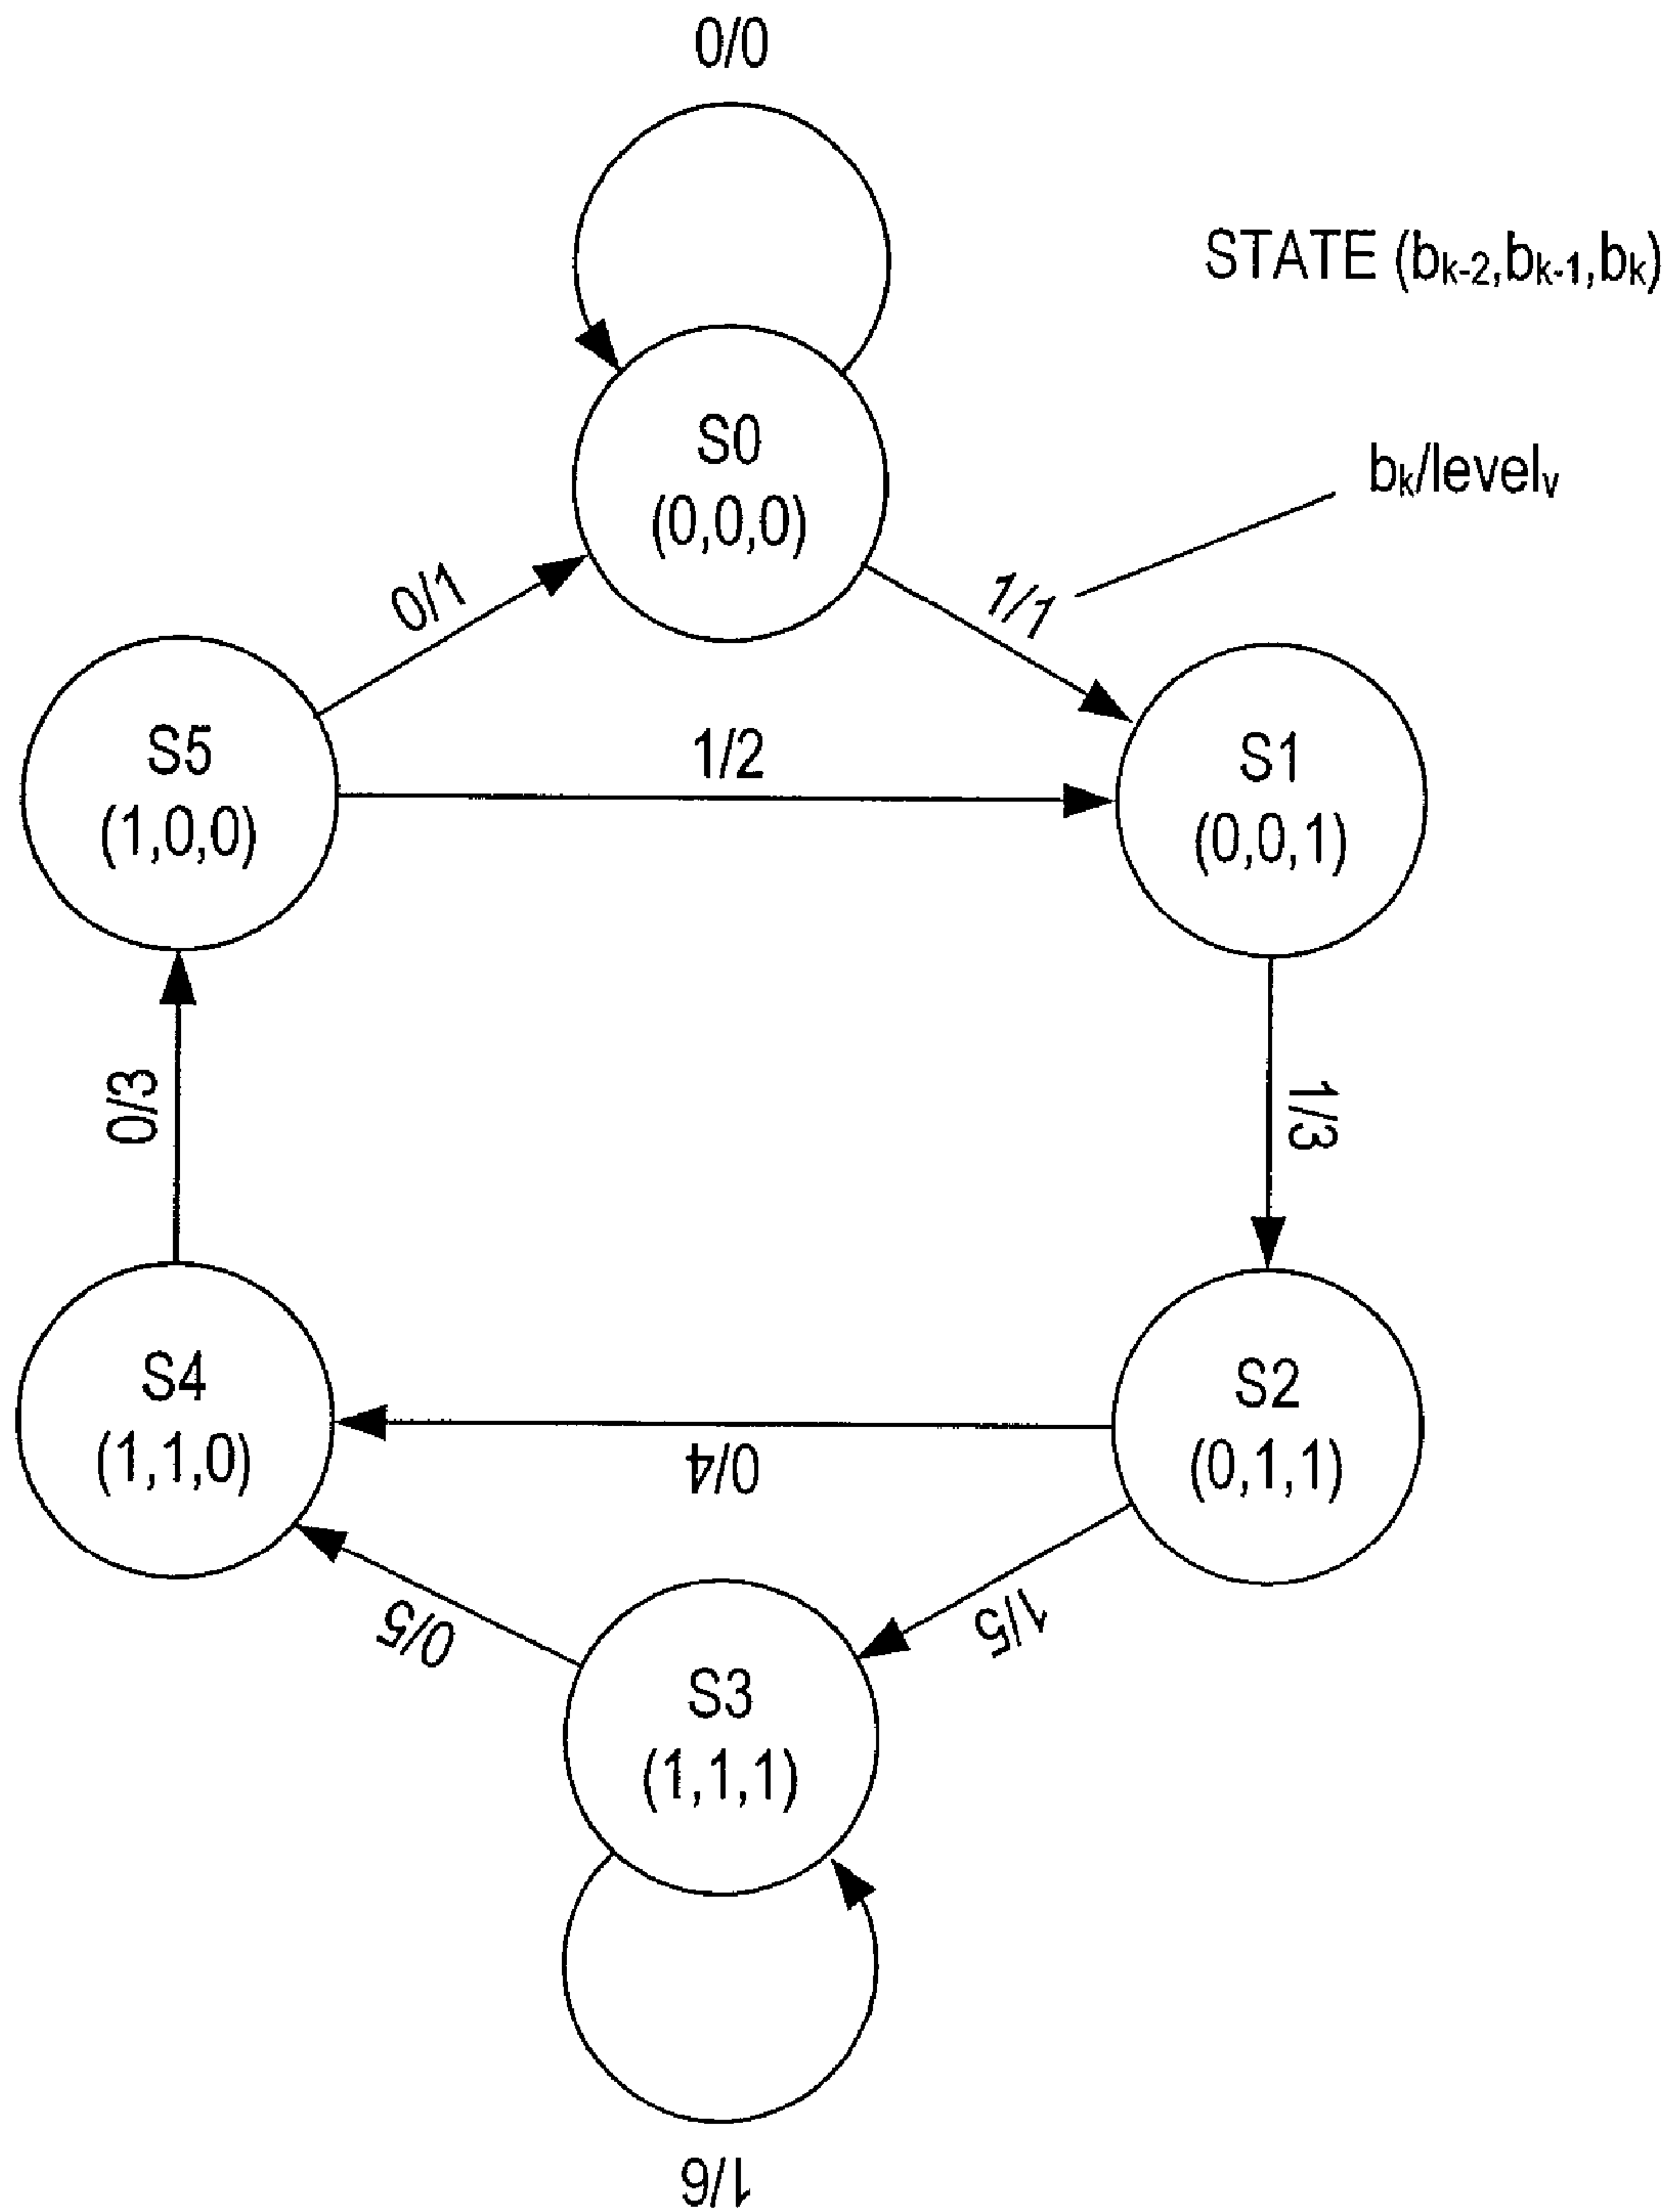 0/0
STATE (bk-2,bk-1,bk)
S0
(0,0,0)
bk/levelv
0/1
1/1
S5
(1,0,0)
1/2
S1
(0,0,1)
0/3
1/3
S4
(1,1,0)
0/4
S2
(0,1,1)
0/5
1/5
S3
(1,1,1)
1/6